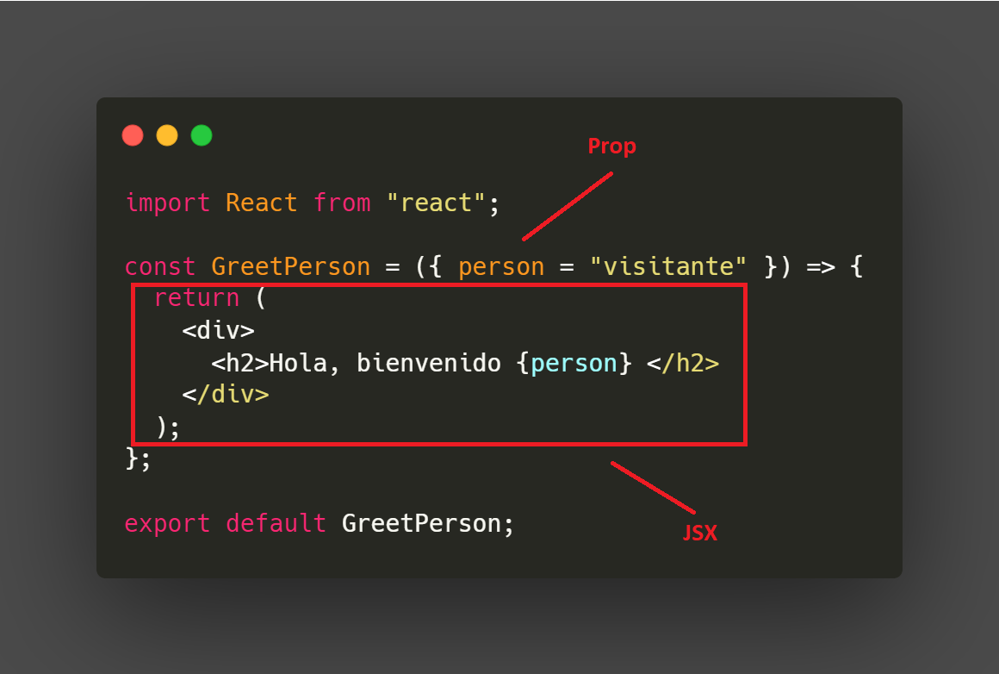 Prop
import React from "react";
const GreetPerson = ({ person = "visitante" }) => {
return (
<div>
<h2>Hola, bienvenido {person} </h2>
</div>
);
};
export default GreetPerson;
JSX